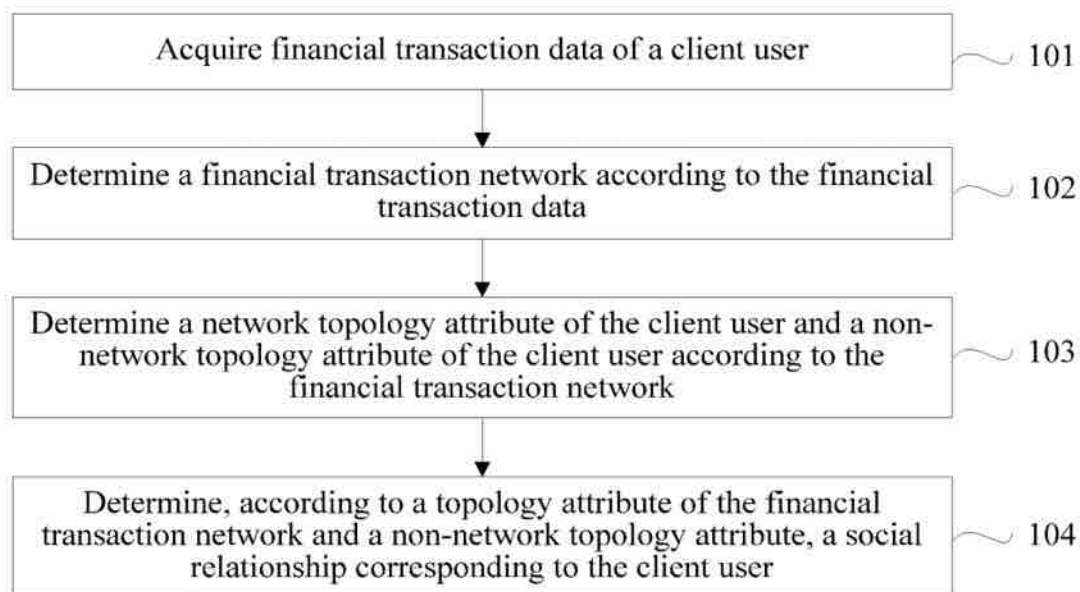 Acquire financial transaction data of a client user
101
Determine a financial transaction network according to the financial
transaction data
102
Determine a network topology attribute of the client user and a non-
network topology attribute of the client user according to the
financial transaction network
103
Determine, according to a topology attribute of the financial
transaction network and a non-network topology attribute, a social
relationship corresponding to the client user
104